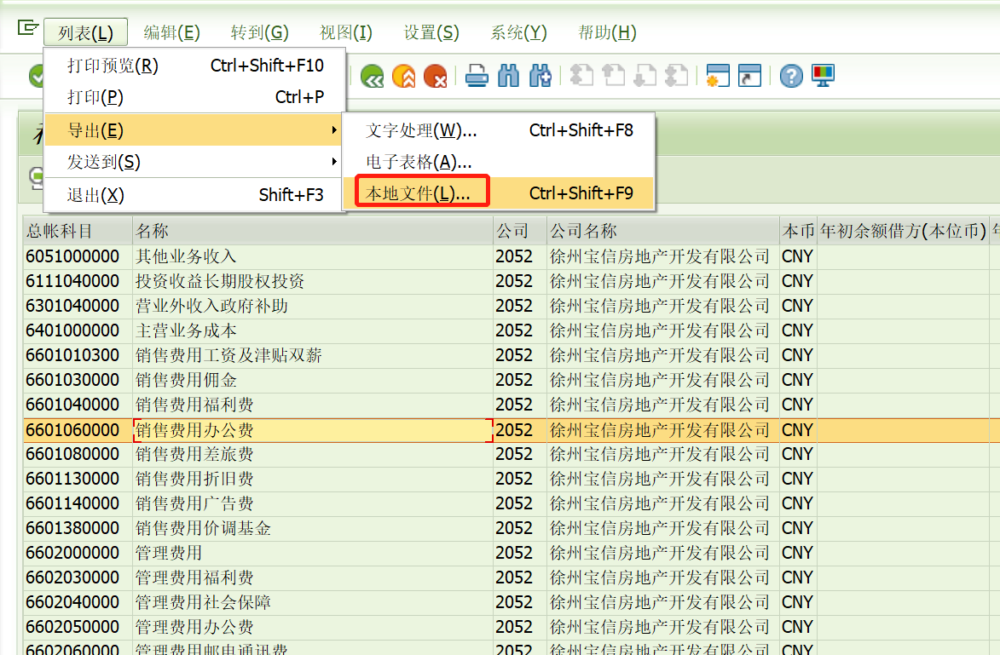 列表(L) 编辑(E) 转到(G) 视图(I) 设置(S) 系统(Y) 帮助(H)
打印预览(R) Ctrl+Shift+F10
打印(P) Ctrl+P
导出(E)
发送到(S)
退出(X) Shift+F3
文字处理(W)... Ctrl+Shift+F8
电子表格(A)...
本地文件(L)... Ctrl+Shift+F9
总帐科目 名称 公司 公司名称 本币 年初余额借方(本位币)
6051000000 其他业务收入 2052 徐州宝信房地产开发有限公司 CNY
6111040000 投资收益长期股权投资 2052 徐州宝信房地产开发有限公司 CNY
6301040000 营业外收入政府补助 2052 徐州宝信房地产开发有限公司 CNY
6401000000 主营业务成本 2052 徐州宝信房地产开发有限公司 CNY
6601010300 销售费用工资及津贴双薪 2052 徐州宝信房地产开发有限公司 CNY
6601030000 销售费用佣金 2052 徐州宝信房地产开发有限公司 CNY
6601040000 销售费用福利费 2052 徐州宝信房地产开发有限公司 CNY
6601060000 销售费用办公费 2052 徐州宝信房地产开发有限公司 CNY
6601080000 销售费用差旅费 2052 徐州宝信房地产开发有限公司 CNY
6601130000 销售费用折旧费 2052 徐州宝信房地产开发有限公司 CNY
6601140000 销售费用广告费 2052 徐州宝信房地产开发有限公司 CNY
6601380000 销售费用价调基金 2052 徐州宝信房地产开发有限公司 CNY
6602000000 管理费用 2052 徐州宝信房地产开发有限公司 CNY
6602030000 管理费用福利费 2052 徐州宝信房地产开发有限公司 CNY
6602040000 管理费用社会保障 2052 徐州宝信房地产开发有限公司 CNY
6602050000 管理费用办公费 2052 徐州宝信房地产开发有限公司 CNY
6602060000 管理费用邮电通讯费 2052 徐州宝信房地产开发有限公司 CNY